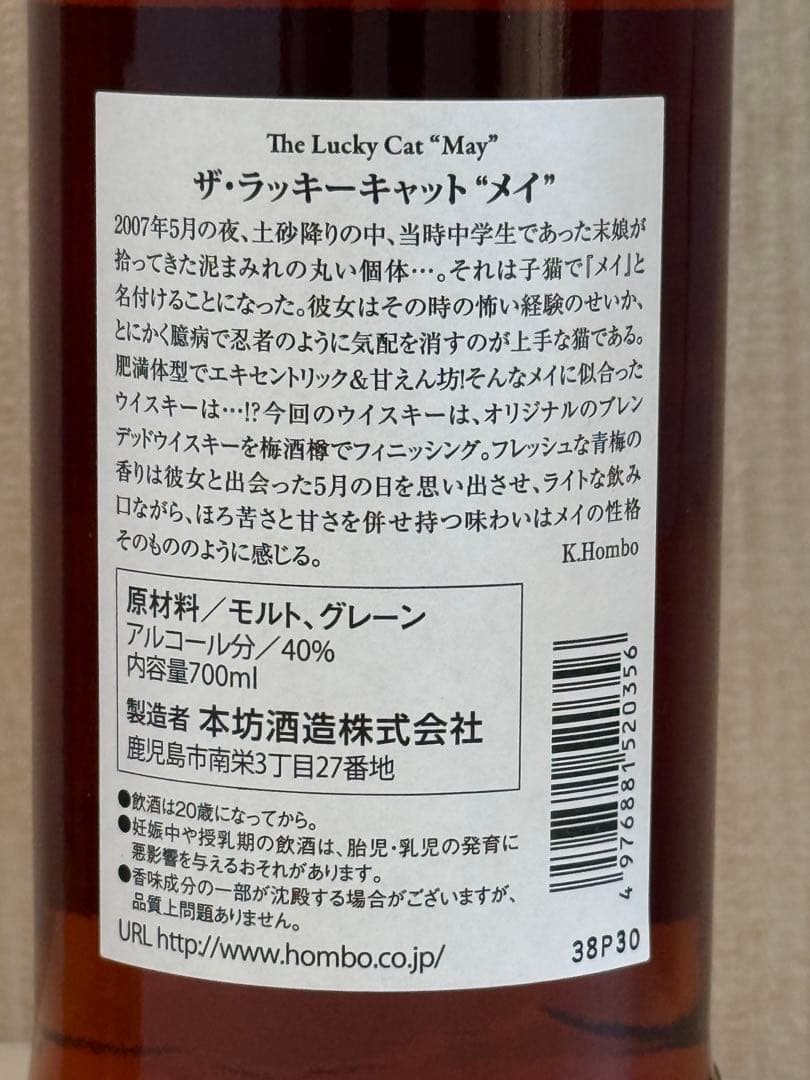 The Lucky Cat “May”
ザ・ラッキーキャット“メイ”
2007年5月の夜、土砂降りの中、当時中学生であった末娘が
拾ってきた泥まみれの丸い個体…。それは子猫で『メイ』と
名付けることになった。彼女はその時の怖い経験のせいか、
とにかく臆病で忍者のように気配を消すのが上手な猫である。
肥満体型でエキセントリック＆甘えん坊!そんなメイに似合った
ウイスキーは…!?今回のウイスキーは、オリジナルのブレン
デッドウイスキーを梅酒樽でフィニッシング。フレッシュな青梅の
香りは彼女と出会った5月の日を思い出させ、ライトな飲み
口ながら、ほろ苦さと甘さを併せ持つ味わいはメイの性格
そのもののように感じる。
K.Hombo
原材料／モルト、グレーン
アルコール分／40%
内容量700ml
製造者 本坊酒造株式会社
鹿児島市南栄3丁目27番地
●飲酒は20歳になってから。
●妊娠中や授乳期の飲酒は、胎児・乳児の発育に
悪影響を与えるおそれがあります。
●香味成分の一部が沈殿する場合がございますが、
品質上問題ありません。
URL http://www.hombo.co.jp/
4976881520356
38P30